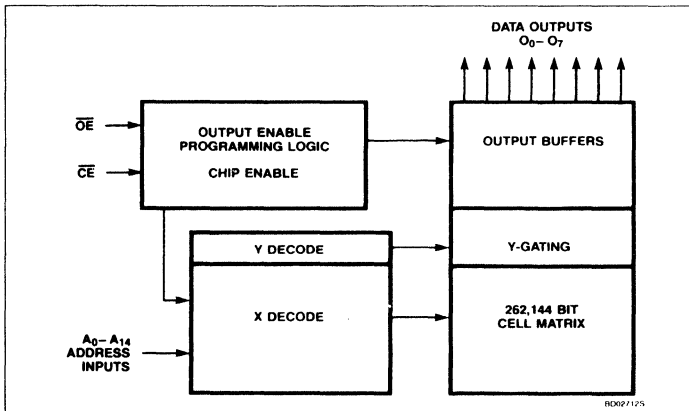 DATA OUTPUTS
O₀– O₇
OE
OUTPUT ENABLE
PROGRAMMING LOGIC
CE
CHIP ENABLE
OUTPUT BUFFERS
Y DECODE
Y-GATING
X DECODE
262,144 BIT
CELL MATRIX
A₀– A₁₄
ADDRESS
INPUTS
BD02712S